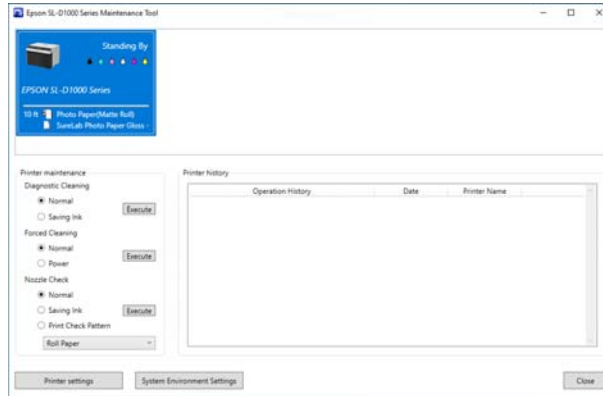 Epson SL-D1000 Series Maintenance Tool
Standing By
EPSON SL-D1000 Series
10 ft Photo Paper(Matte Roll)
SureLab Photo Paper Gloss -
Printer maintenance
Diagnostic Cleaning
Normal
Saving Ink
Execute
Forced Cleaning
Normal
Power
Execute
Nozzle Check
Normal
Saving Ink
Execute
Print Check Pattern
Roll Paper
Printer history
Operation History Date Printer Name
Printer settings System Environment Settings Close